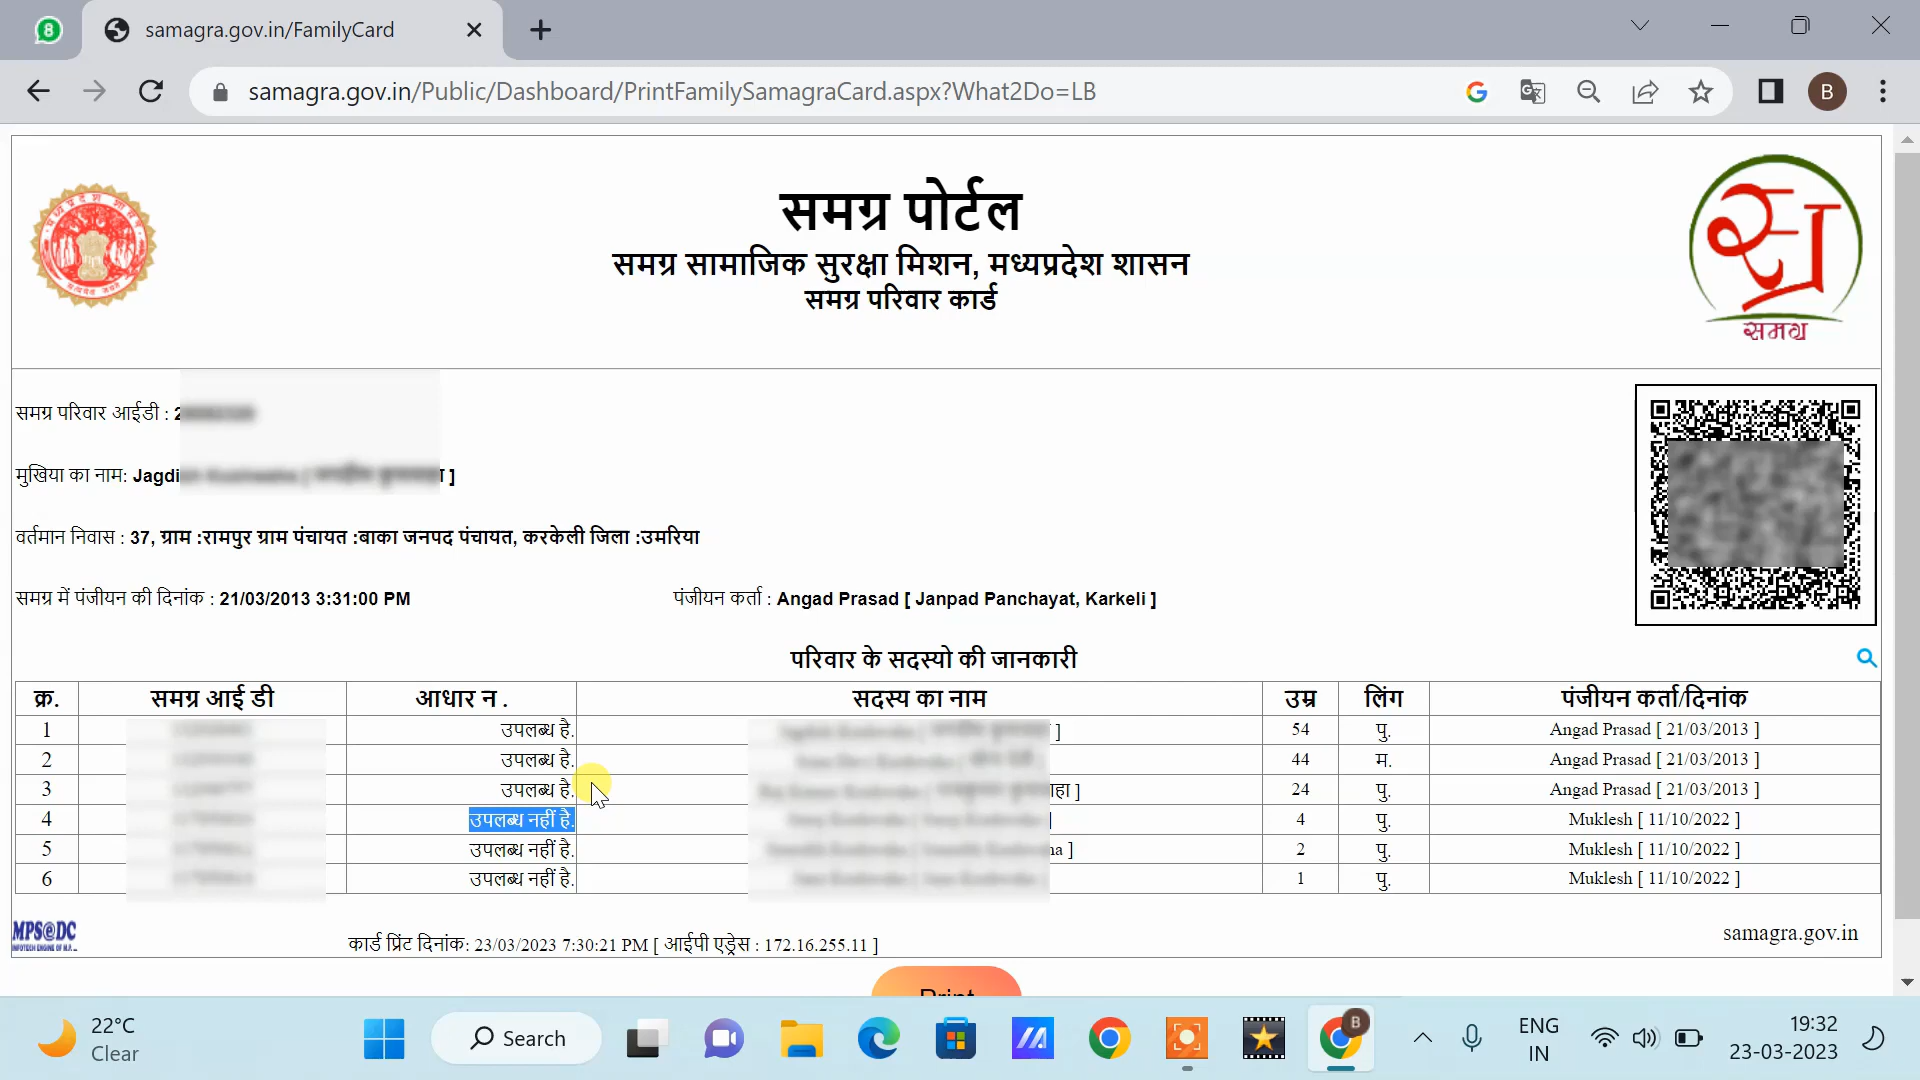 8
samagra.gov.in/FamilyCard
samagra.gov.in/Public/Dashboard/PrintFamilySamagraCard.aspx?What2Do=LB
B
समग्र पोर्टल
समग्र सामाजिक सुरक्षा मिशन, मध्यप्रदेश शासन
समग्र परिवार कार्ड
समग्र
समग्र परिवार आईडी : 2
मुखिया का नाम: Jagdi ]
वर्तमान निवास : 37, ग्राम :रामपुर ग्राम पंचायत :बाका जनपद पंचायत, करकेली जिला :उमरिया
समग्र में पंजीयन की दिनांक : 21/03/2013 3:31:00 PM पंजीयन कर्ता : Angad Prasad [ Janpad Panchayat, Karkeli ]
परिवार के सदस्यो की जानकारी
क्र. समग्र आई डी आधार न . सदस्य का नाम उम्र लिंग पंजीयन कर्ता/दिनांक
1 उपलब्ध है. ] 54 पु. Angad Prasad [ 21/03/2013 ]
2 उपलब्ध है. 44 म. Angad Prasad [ 21/03/2013 ]
3 उपलब्ध है. ] 24 पु. Angad Prasad [ 21/03/2013 ]
4 उपलब्ध नहीं है. ] 4 पु. Muklesh [ 11/10/2022 ]
5 उपलब्ध नहीं है. na ] 2 पु. Muklesh [ 11/10/2022 ]
6 उपलब्ध नहीं है. 1 पु. Muklesh [ 11/10/2022 ]
MPS@DC
कार्ड प्रिंट दिनांक: 23/03/2023 7:30:21 PM [ आईपी एड्रेस : 172.16.255.11 ]
samagra.gov.in
Print
22°C
Clear
Search
B
ENG
IN
19:32
23-03-2023